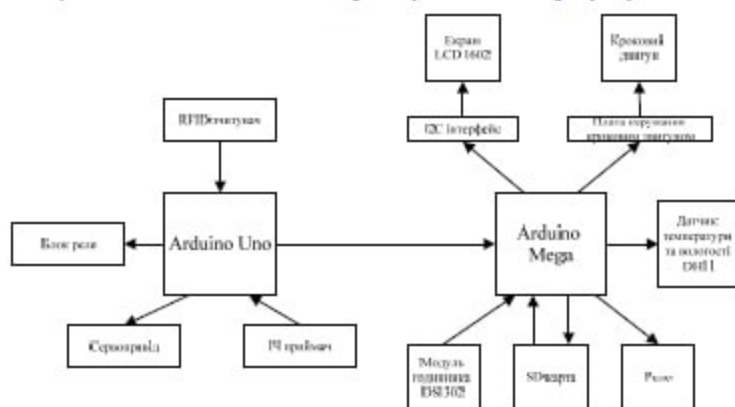 Екран
LCD 1602
Кроковий
двигун
RFID зчитувач
I2C інтерфейс
Плата керування
кроковим двигуном
Блок реле
Arduino Uno
Arduino
Mega
Датчик
температури
та вологості
DHT11
Сервопривід
ІЧ приймач
Модуль
годинника
DS1302
SD карта
Реле